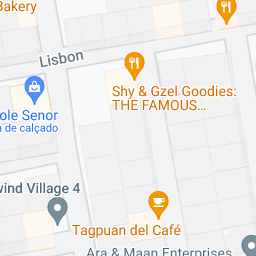 Bakery
Lisbon
Shy & Gzel Goodies:
THE FAMOUS...
ole Senor
a de calçado
wind Village 4
Tagpuan del Café
Ara & Maan Enterprises